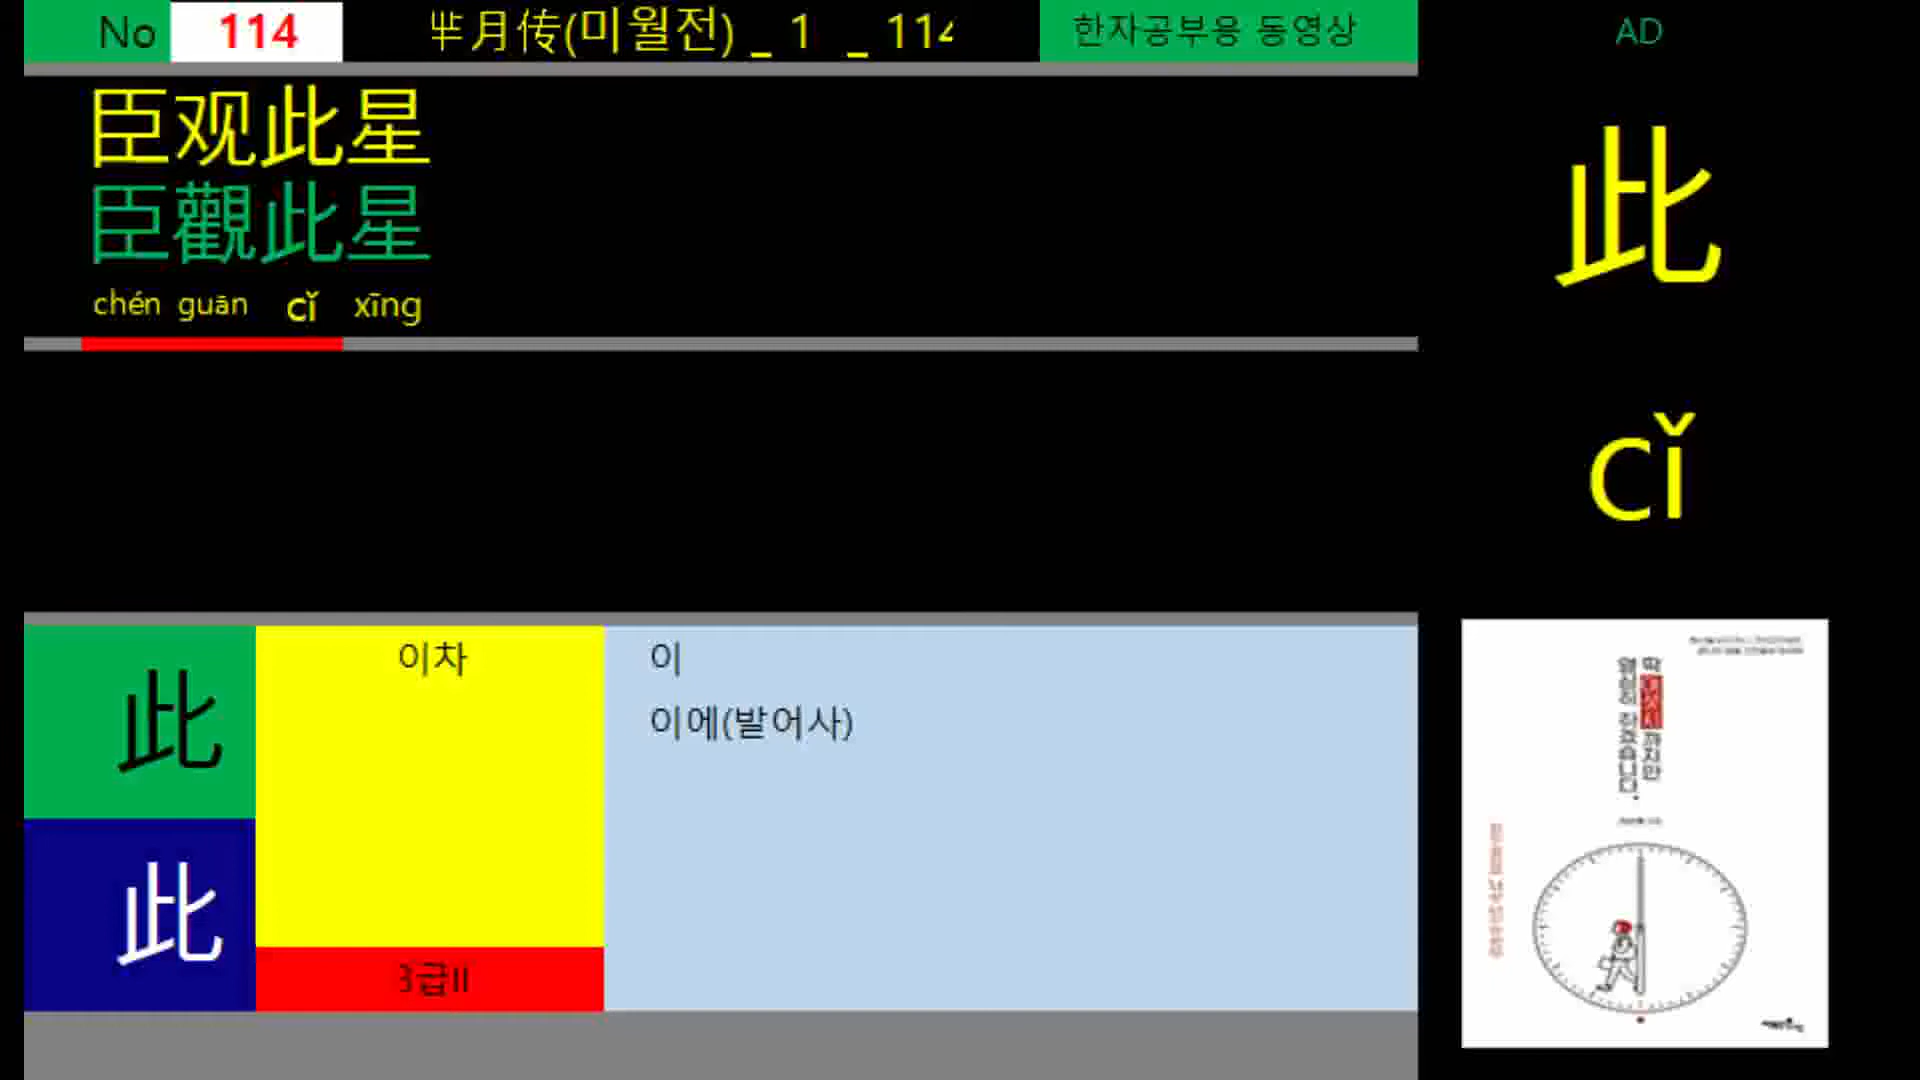 No 114 芈月传(미월전) _ 1 _ 114 한자공부용 동영상
AD
臣观此星
臣觀此星
chén guān cǐ xīng
此
cǐ
此
此
이차
3급II
이
이에(발어사)